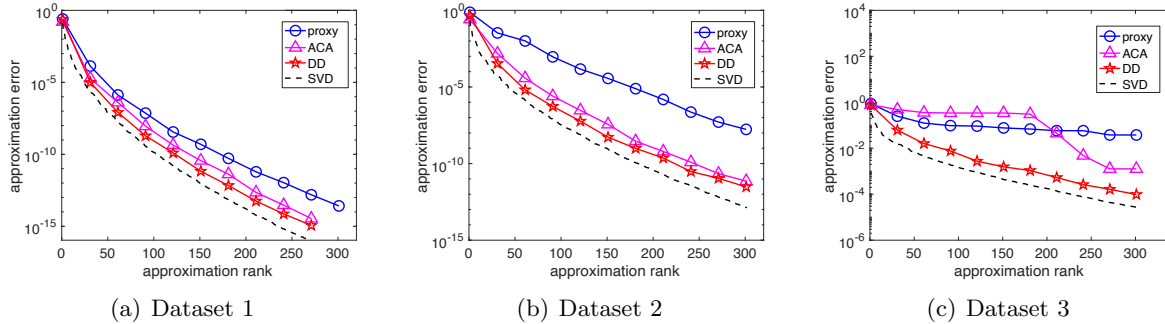 10^0
10^-5
10^-10
10^-15
approximation error
0 50 100 150 200 250 300
approximation rank
proxy
ACA
DD
SVD
(a) Dataset 1
10^0
10^-5
10^-10
10^-15
approximation error
0 50 100 150 200 250 300
approximation rank
proxy
ACA
DD
SVD
(b) Dataset 2
10^4
10^2
10^0
10^-2
10^-4
10^-6
approximation error
0 50 100 150 200 250 300
approximation rank
proxy
ACA
DD
SVD
(c) Dataset 3